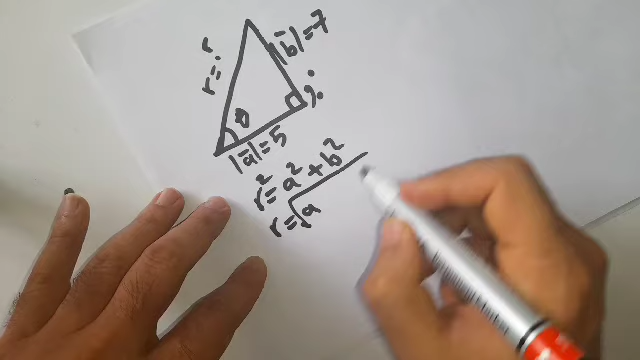 r=?
|b̄|=7
θ
|ā|=5
r²=a²+b²
r=√a